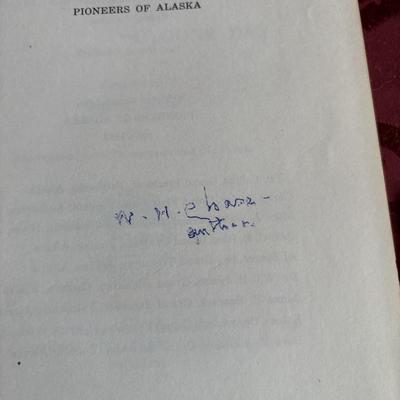 PIONEERS OF ALASKA
W. H. Chase -
author.